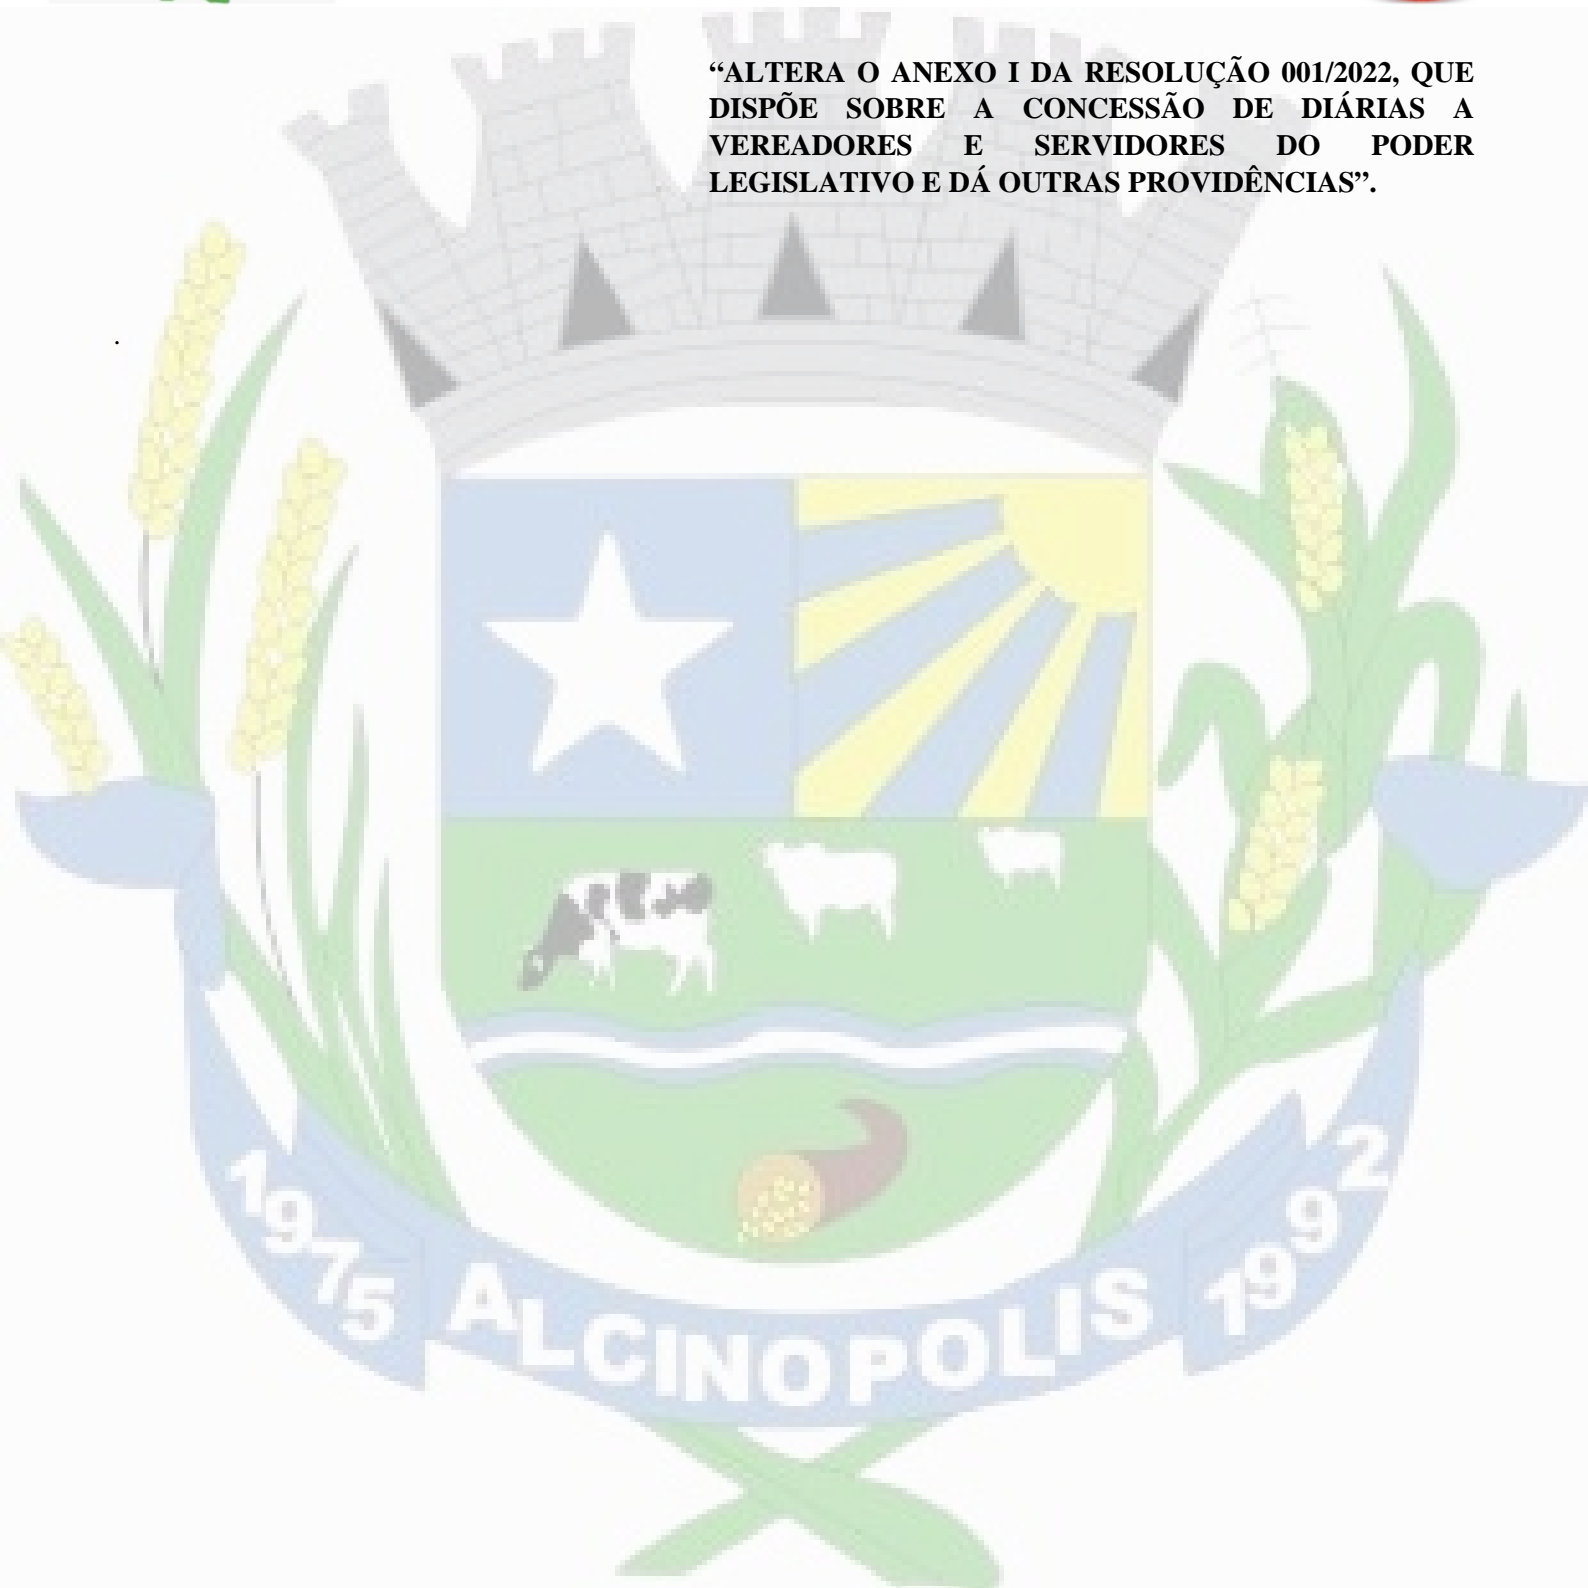 “ALTERA O ANEXO I DA RESOLUÇÃO 001/2022, QUE
DISPÕE SOBRE A CONCESSÃO DE DIÁRIAS A
VEREADORES E SERVIDORES DO PODER
LEGISLATIVO E DÁ OUTRAS PROVIDÊNCIAS”.
.
1975 ALCINOPOLIS 1992